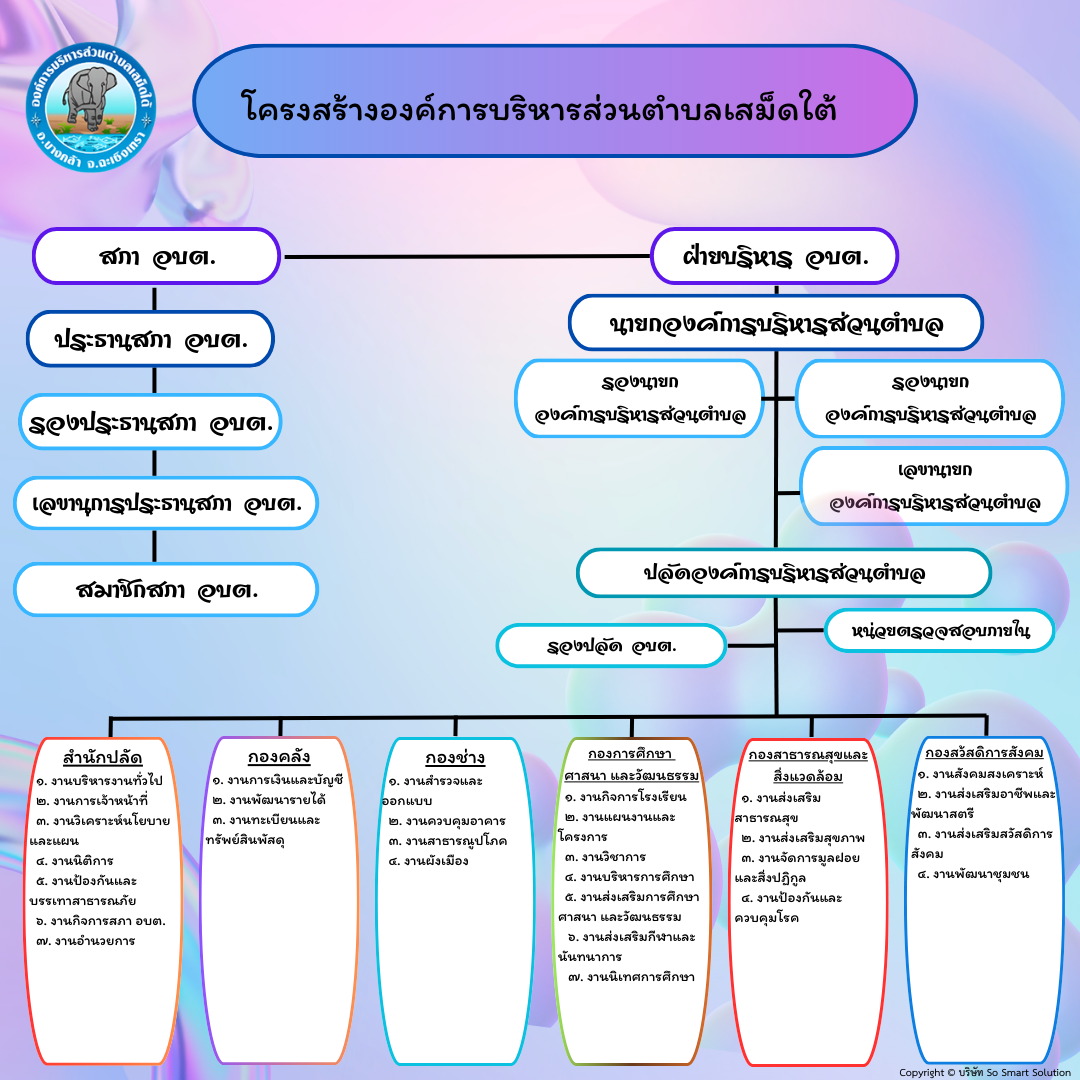 องค์การบริหารส่วนตำบลเสม็ดใต้
อ.บางคล้า จ.ฉะเชิงเทรา
โครงสร้างองค์การบริหารส่วนตำบลเสม็ดใต้
สภา อบต.
ฝ่ายบริหาร อบต.
ประธานสภา อบต.
รองประธานสภา อบต.
เลขานุการประธานสภา อบต.
สมาชิกสภา อบต.
นายกองค์การบริหารส่วนตำบล
รองนายก
องค์การบริหารส่วนตำบล
รองนายก
องค์การบริหารส่วนตำบล
เลขานายก
องค์การบริหารส่วนตำบล
ปลัดองค์การบริหารส่วนตำบล
หน่วยตรวจสอบภายใน
รองปลัด อบต.
สำนักปลัด
๑. งานบริหารงานทั่วไป
๒. งานการเจ้าหน้าที่
๓. งานวิเคราะห์นโยบาย
และแผน
๔. งานนิติการ
๕. งานป้องกันและ
บรรเทาสาธารณภัย
๖. งานกิจการสภา อบต.
๗. งานอำนวยการ
กองคลัง
๑. งานการเงินและบัญชี
๒. งานพัฒนารายได้
๓. งานทะเบียนและ
ทรัพย์สินพัสดุ
กองช่าง
๑. งานสำรวจและ
ออกแบบ
๒. งานควบคุมอาคาร
๓. งานสาธารณูปโภค
๔. งานผังเมือง
กองการศึกษา
ศาสนา และวัฒนธรรม
๑. งานกิจการโรงเรียน
๒. งานแผนงานและ
โครงการ
๓. งานวิชาการ
๔. งานบริหารการศึกษา
๕. งานส่งเสริมการศึกษา
ศาสนา และวัฒนธรรม
๖. งานส่งเสริมกีฬาและ
นันทนาการ
๗. งานนิเทศการศึกษา
กองสาธารณสุขและ
สิ่งแวดล้อม
๑. งานส่งเสริม
สาธารณสุข
๒. งานส่งเสริมสุขภาพ
๓. งานจัดการมูลฝอย
และสิ่งปฏิกูล
๔. งานป้องกันและ
ควบคุมโรค
กองสวัสดิการสังคม
๑. งานสังคมสงเคราะห์
๒. งานส่งเสริมอาชีพและ
พัฒนาสตรี
๓. งานส่งเสริมสวัสดิการ
สังคม
๔. งานพัฒนาชุมชน
Copyright © บริษัท So Smart Solution